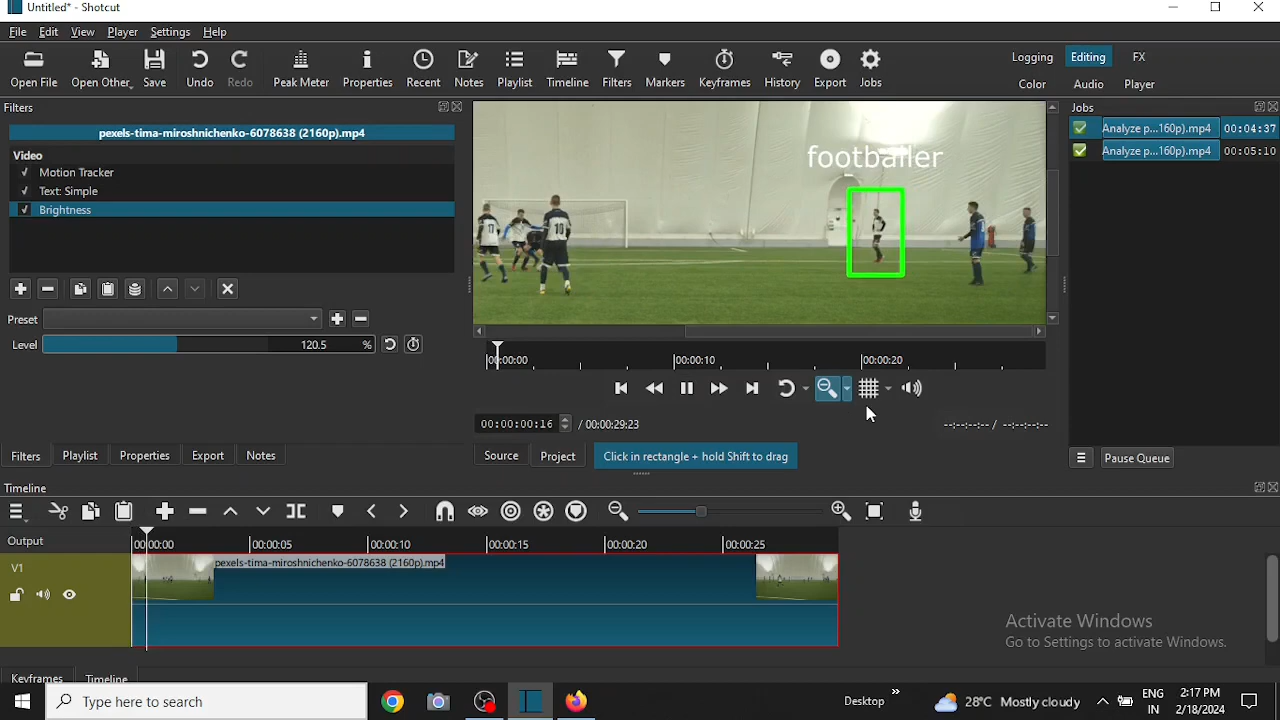 Untitled* - Shotcut
File Edit View Player Settings Help
Open File Open Other Save Undo Redo Peak Meter Properties Recent Notes Playlist Timeline Filters Markers Keyframes History Export Jobs
Logging Editing FX
Color Audio Player
Filters
pexels-tima-miroshnichenko-6078638 (2160p).mp4
Video
Motion Tracker
Text: Simple
Brightness
Preset
Level 120.5 %
footballer
17
10
00:00:00 00:00:10 00:00:20
00:00:00:16 / 00:00:29:23
--:--:--:-- / --:--:--:--
Source Project Click in rectangle + hold Shift to drag
Jobs
Analyze p...160p).mp4 00:04:37
Analyze p...160p).mp4 00:05:10
Pause Queue
Filters Playlist Properties Export Notes
Timeline
Output
00:00:00 00:00:05 00:00:10 00:00:15 00:00:20 00:00:25
V1
pexels-tima-miroshnichenko-6078638 (2160p).mp4
Activate Windows
Go to Settings to activate Windows.
Keyframes Timeline
Type here to search
Desktop
28°C Mostly cloudy
ENG
IN
2:17 PM
2/18/2024